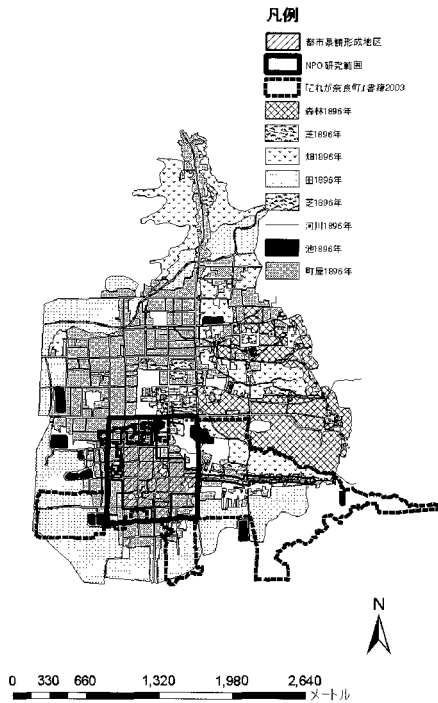 凡例
都市景観形成地区
NPO研究範囲
「これが奈良町」書籍2003
森林1896年
芝1896年
畑1896年
田1896年
芝1896年
河川1896年
池1896年
町屋1896年
N
0 330 660 1,320 1,980 2,640
メートル